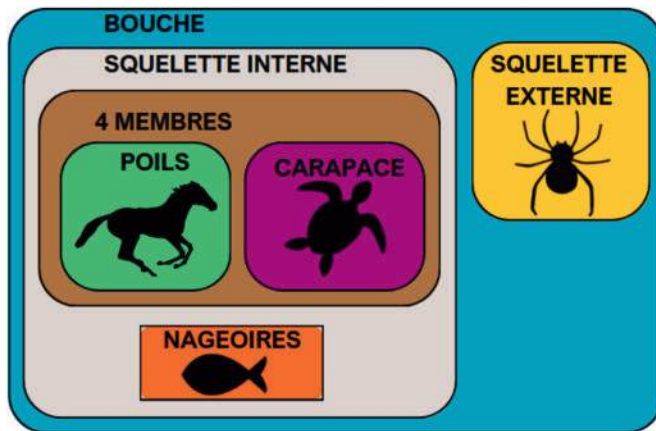 BOUCHE
SQUELETTE INTERNE
SQUELETTE
EXTERNE
4 MEMBRES
POILS
CARAPACE
NAGEOIRES